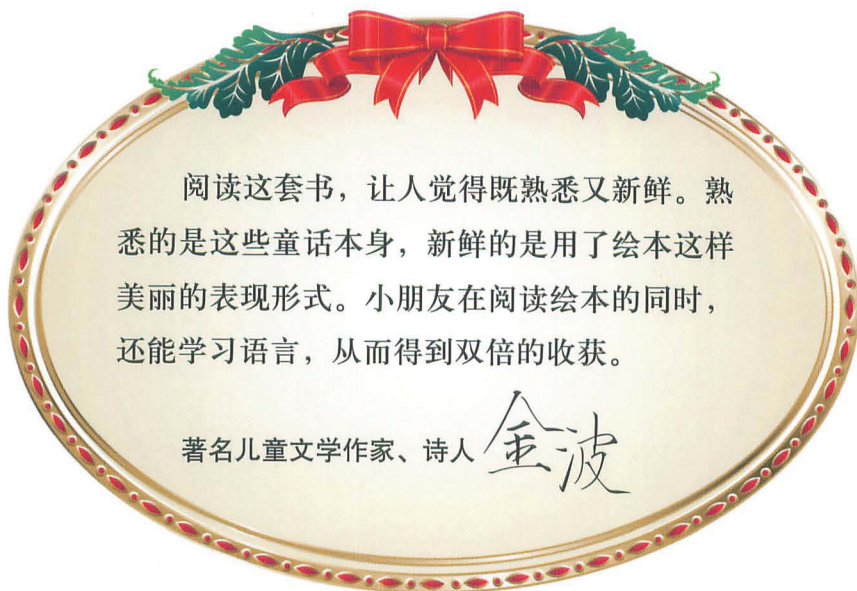 阅读这套书，让人觉得既熟悉又新鲜。熟
悉的是这些童话本身，新鲜的是用了绘本这样
美丽的表现形式。小朋友在阅读绘本的同时，
还能学习语言，从而得到双倍的收获。
著名儿童文学作家、诗人 金波